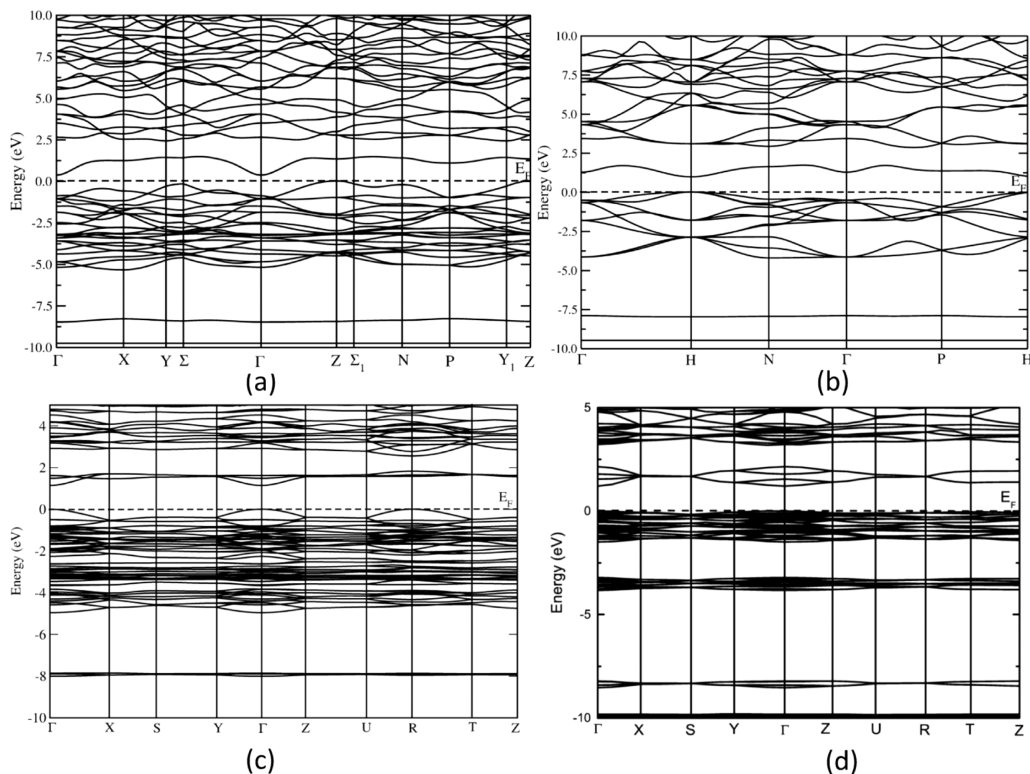 10.0
7.5
5.0
2.5
0.0
-2.5
-5.0
-7.5
-10.0
Energy (eV)
E_F
Γ X Y Σ Γ Z Σ_1 N P Y_1 Z
(a)
10.0
7.5
5.0
2.5
0.0
-2.5
-5.0
-7.5
-10.0
Energy (eV)
E_F
Γ H N Γ P H
(b)
4
2
0
-2
-4
-6
-8
-10
Energy (eV)
E_F
Γ X S Y Γ Z U R T Z
(c)
5
0
-5
-10
Energy (eV)
E_F
Γ X S Y Γ Z U R T Z
(d)